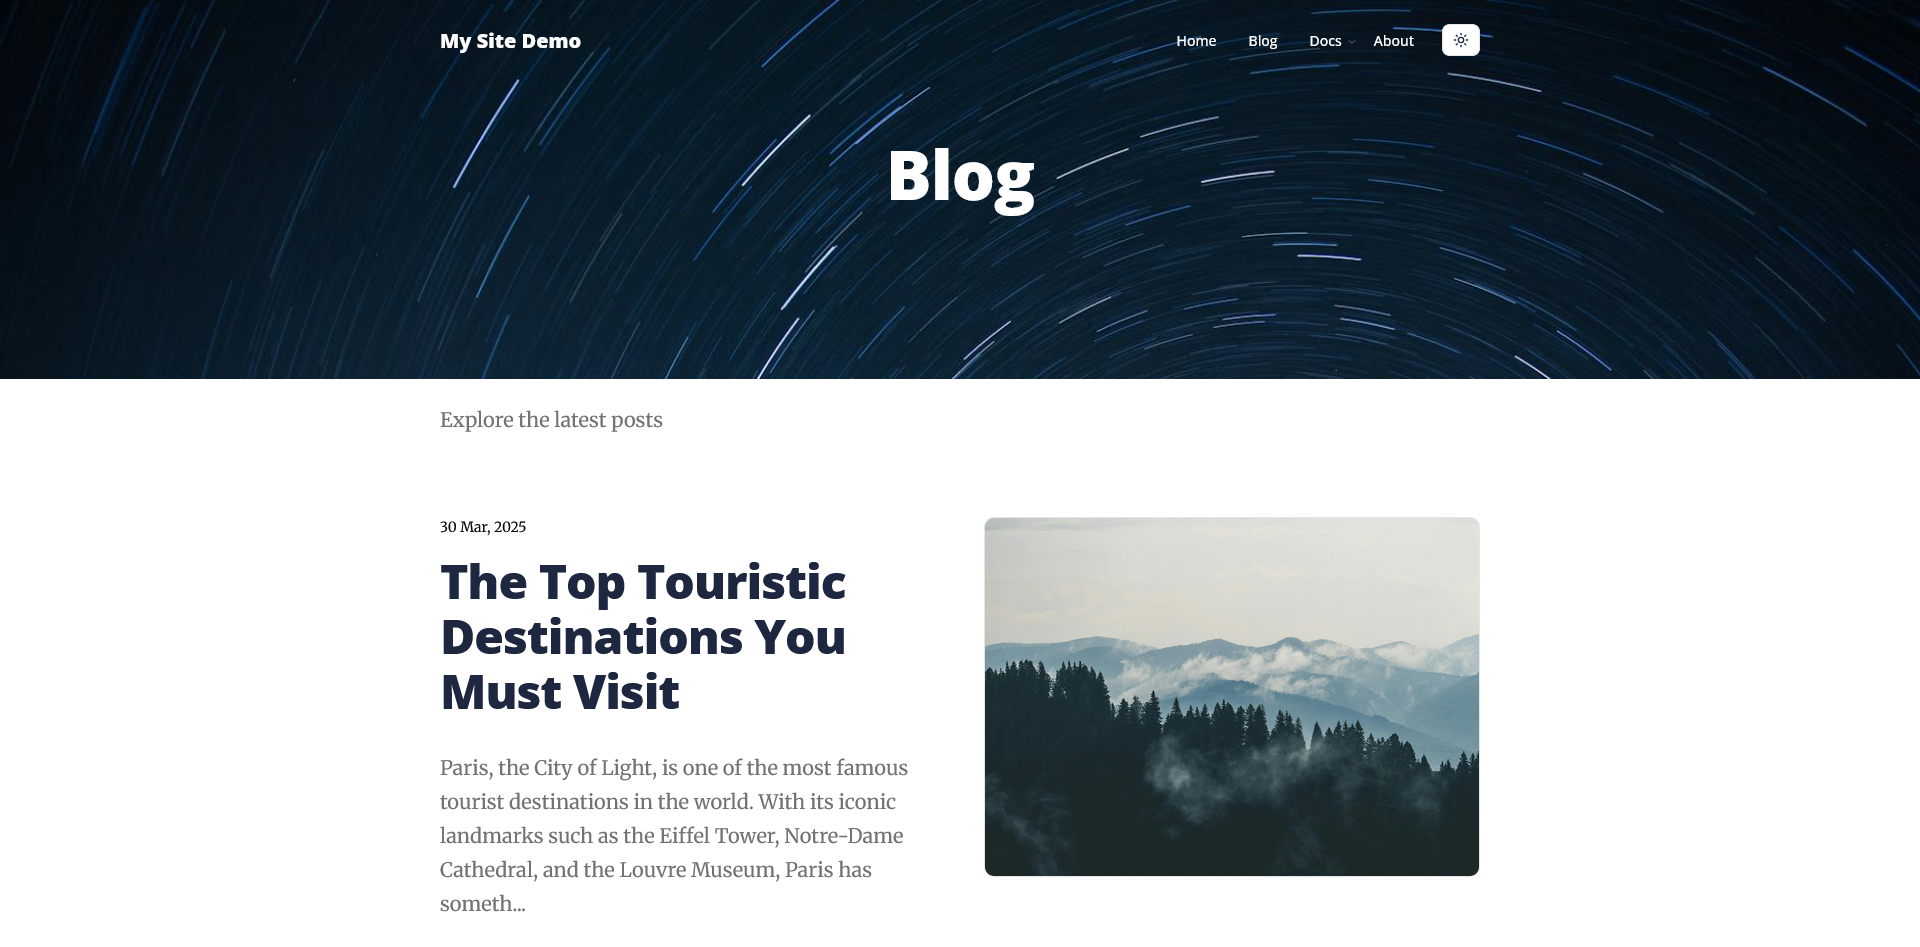 My Site Demo
Home Blog Docs About
Blog
Explore the latest posts
30 Mar, 2025
The Top Touristic
Destinations You
Must Visit
Paris, the City of Light, is one of the most famous
tourist destinations in the world. With its iconic
landmarks such as the Eiffel Tower, Notre-Dame
Cathedral, and the Louvre Museum, Paris has
someth...